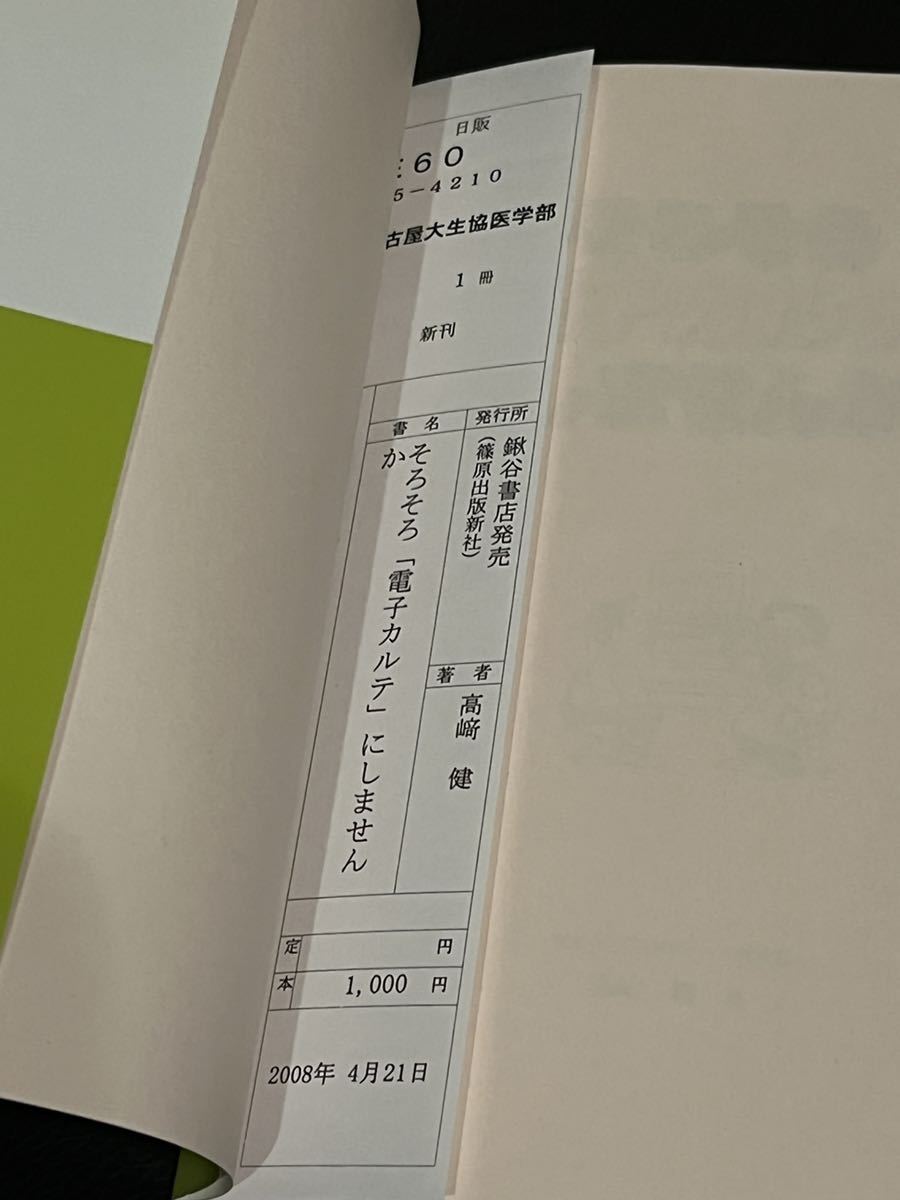 日販
:60
5-4210
古屋大生協医学部
1 冊
新刊
発行所
鍬谷書店発売
(篠原出版新社)
書 名
そろそろ「電子カルテ」にしません
か
著 者
高﨑 健
定 円
本 1,000 円
2008年 4月21日